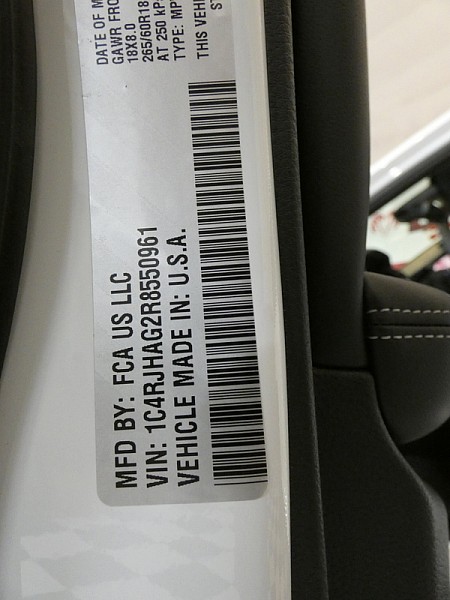 DATE OF M
GAWR FRO
18X8.0
265/60R18
AT 250 kP
TYPE: MP
THIS VEHI
ST
MFD BY: FCA US LLC
VIN: 1C4RJHAG2R8550961
VEHICLE MADE IN: U.S.A.